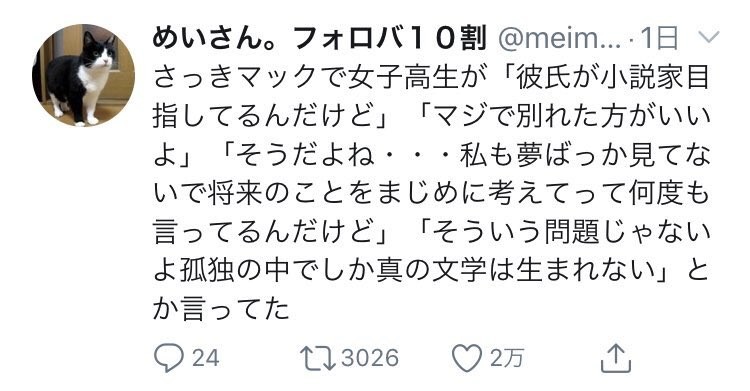 めいさん。フォロバ１０割 @meim... · 1日
さっきマックで女子高生が「彼氏が小説家目
指してるんだけど」「マジで別れた方がいい
よ」「そうだよね・・・私も夢ばっか見てな
いで将来のことをまじめに考えてって何度も
言ってるんだけど」「そういう問題じゃない
よ孤独の中でしか真の文学は生まれない」と
か言ってた
24 3026 2万